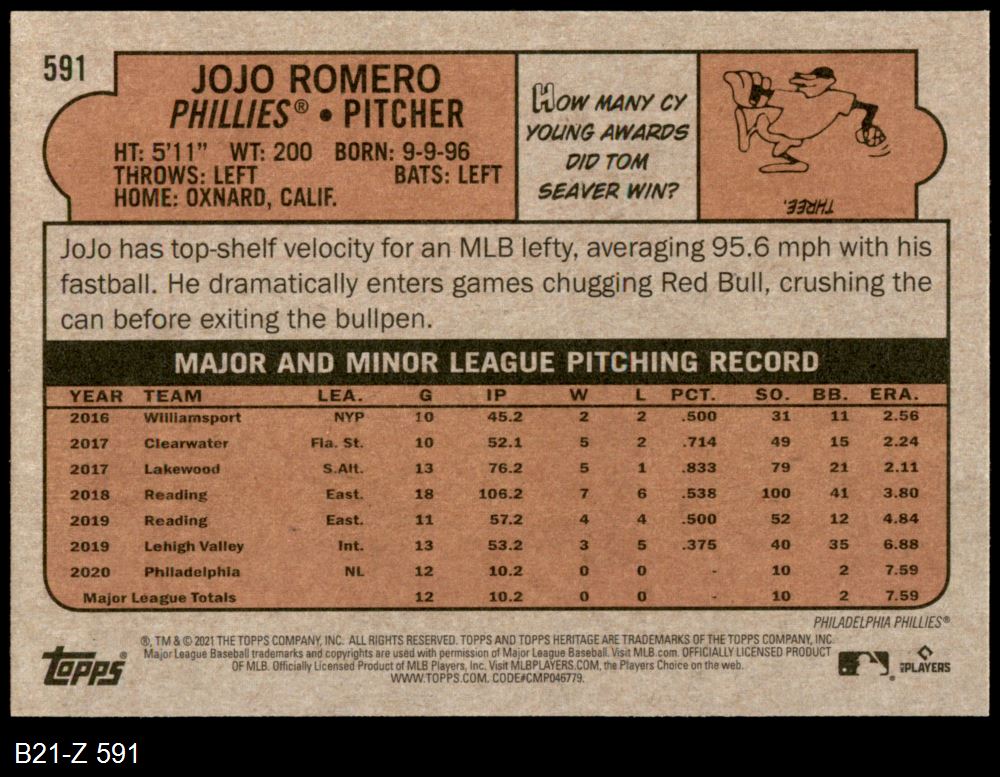 591
JOJO ROMERO
PHILLIES® • PITCHER
HT: 5'11" WT: 200 BORN: 9-9-96
THROWS: LEFT BATS: LEFT
HOME: OXNARD, CALIF.
HOW MANY CY
YOUNG AWARDS
DID TOM
SEAVER WIN?
THREE.
JoJo has top-shelf velocity for an MLB lefty, averaging 95.6 mph with his
fastball. He dramatically enters games chugging Red Bull, crushing the
can before exiting the bullpen.
MAJOR AND MINOR LEAGUE PITCHING RECORD
YEAR TEAM LEA. G IP W L PCT. SO. BB. ERA.
2016 Williamsport NYP 10 45.2 2 2 .500 31 11 2.56
2017 Clearwater Fla. St. 10 52.1 5 2 .714 49 15 2.24
2017 Lakewood S.Alt. 13 76.2 5 1 .833 79 21 2.11
2018 Reading East. 18 106.2 7 6 .538 100 41 3.80
2019 Reading East. 11 57.2 4 4 .500 52 12 4.84
2019 Lehigh Valley Int. 13 53.2 3 5 .375 40 35 6.88
2020 Philadelphia NL 12 10.2 0 0 - 10 2 7.59
Major League Totals 12 10.2 0 0 - 10 2 7.59
PHILADELPHIA PHILLIES®
®, TM & © 2021 THE TOPPS COMPANY, INC. ALL RIGHTS RESERVED. TOPPS AND TOPPS HERITAGE ARE TRADEMARKS OF THE TOPPS COMPANY, INC.
Major League Baseball trademarks and copyrights are used with permission of Major League Baseball. Visit MLB.com. OFFICIALLY LICENSED PRODUCT
OF MLB. Officially Licensed Product of MLB Players, Inc. Visit MLBPLAYERS.COM, the Players Choice on the web.
WWW.TOPPS.COM. CODE#CMP046779.
TOPPS®
MLBPLAYERS
B21-Z 591